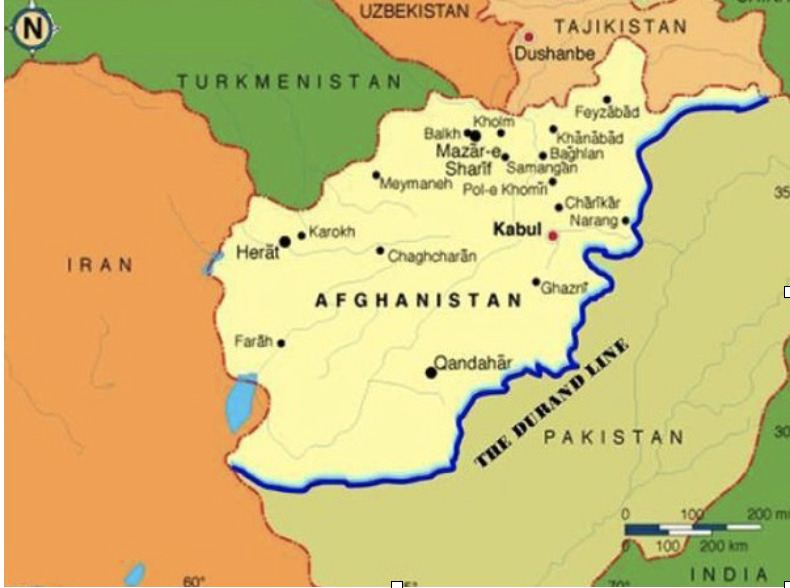 UZBEKISTAN
N
TAJIKISTAN
Dushanbe
TURKMENISTAN
Feyzābād
Kholm
Balkh
Khānābād
Mazār-e
Sharīf
Baghlan
Samangān
Meymaneh
Pol-e Khomrī
Chārīkār
Narang
Kabul
35
Karokh
Herāt
Chaghcharān
IRAN
Ghaznī
AFGHANISTAN
Farāh
Qandahār
THE DURAND LINE
PAKISTAN
30
0 100 200 mi
0 100 200 km
INDIA
60°
70°